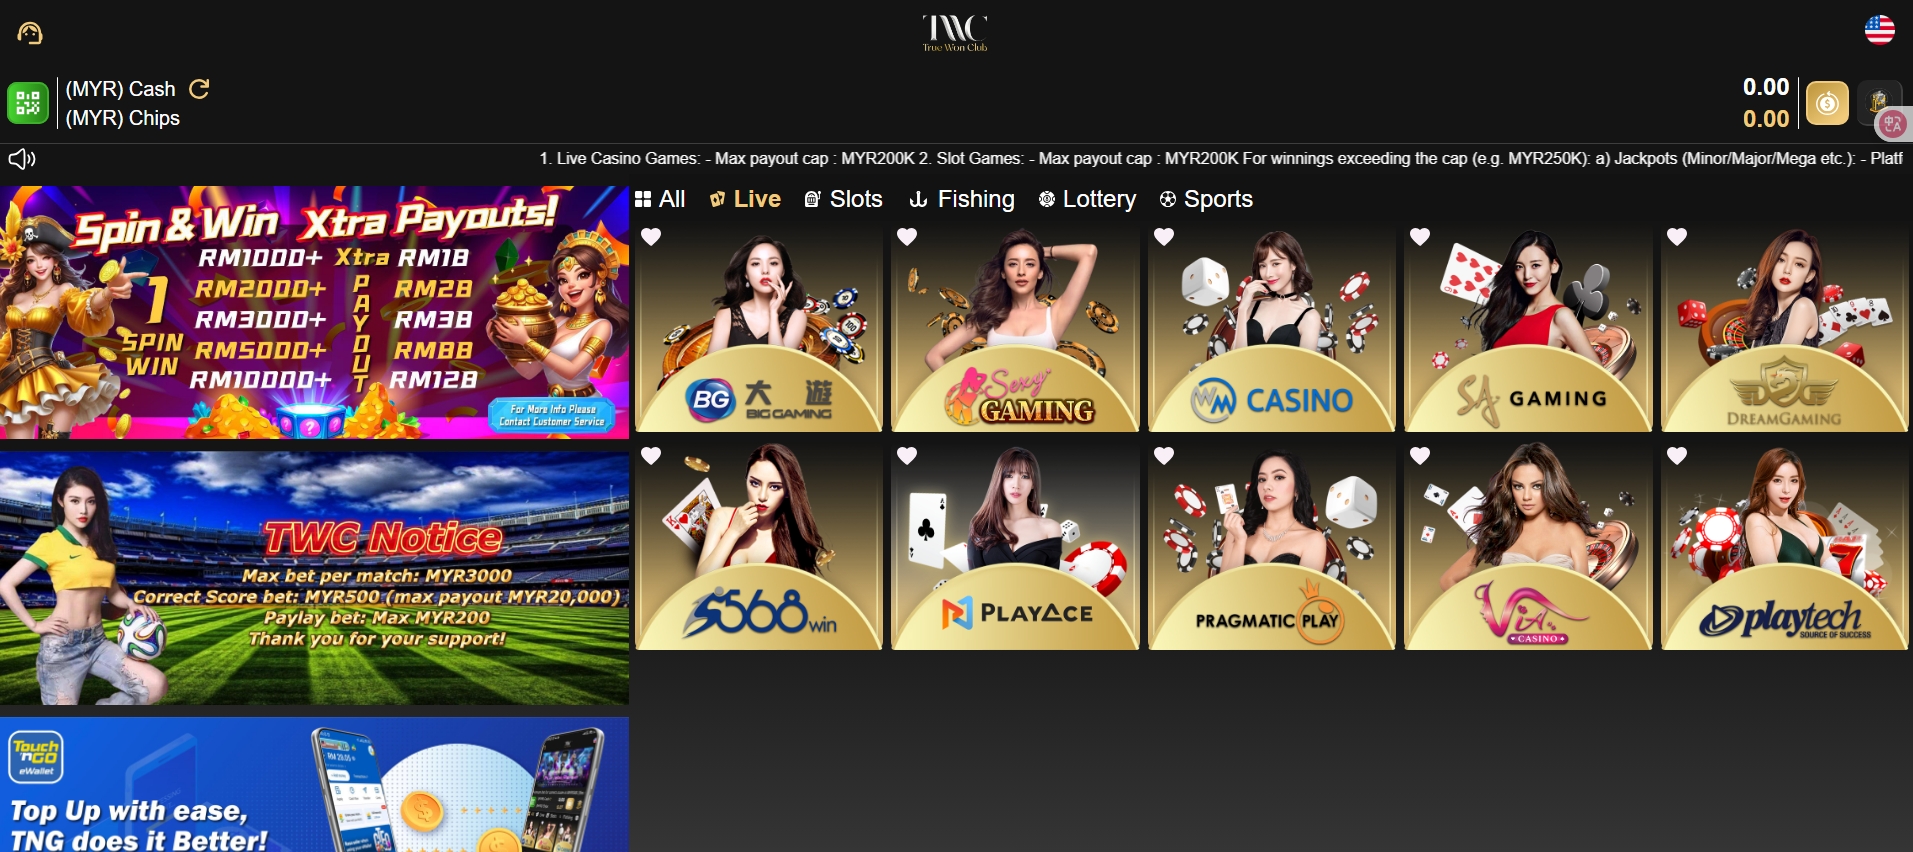 TWC
True Won Club
(MYR) Cash
(MYR) Chips
0.00
0.00
1. Live Casino Games: - Max payout cap : MYR200K 2. Slot Games: - Max payout cap : MYR200K For winnings exceeding the cap (e.g. MYR250K): a) Jackpots (Minor/Major/Mega etc.): - Platf
All
Live
Slots
Fishing
Lottery
Sports
Spin & Win Xtra Payouts!
RM1000+ Xtra RM18
RM2000+ RM28
RM3000+ RM38
RM5000+ RM88
RM10000+ RM128
PAYOUT
1
SPIN
WIN
For More Info Please
Contact Customer Service
TWC Notice
Max bet per match: MYR3000
Correct Score bet: MYR500 (max payout MYR20,000)
Paylay bet: Max MYR200
Thank you for your support!
Touch
'nGO
eWallet
Top Up with ease,
TNG does it Better!
BG 大遊
BIG GAMING
Sexy
GAMING
WM CASINO
SA GAMING
DREAMGAMING
S568win
PLAYACE
PRAGMATIC PLAY
ViA
CASINO
playtech
SOURCE OF SUCCESS